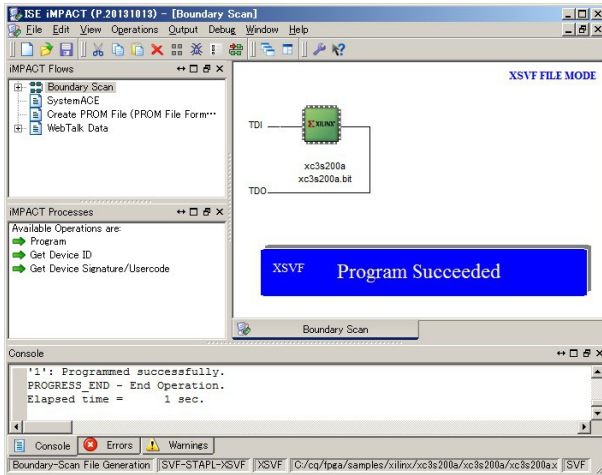 ISE iMPACT (P.20131013) - [Boundary Scan]
File Edit View Operations Output Debug Window Help
iMPACT Flows
Boundary Scan
SystemACE
Create PROM File (PROM File Form…
WebTalk Data
XSVF FILE MODE
TDI
XILINX
xc3s200a
xc3s200a.bit
TDO
iMPACT Processes
Available Operations are:
Program
Get Device ID
Get Device Signature/Usercode
XSVF Program Succeeded
Boundary Scan
Console
'1': Programmed successfully.
PROGRESS_END - End Operation.
Elapsed time = 1 sec.
Console Errors Warnings
Boundary-Scan File Generation SVF-STAPL-XSVF XSVF C:/cq/fpga/samples/xilinx/xc3s200a/xc3s200a/xc3s200a.x SVF